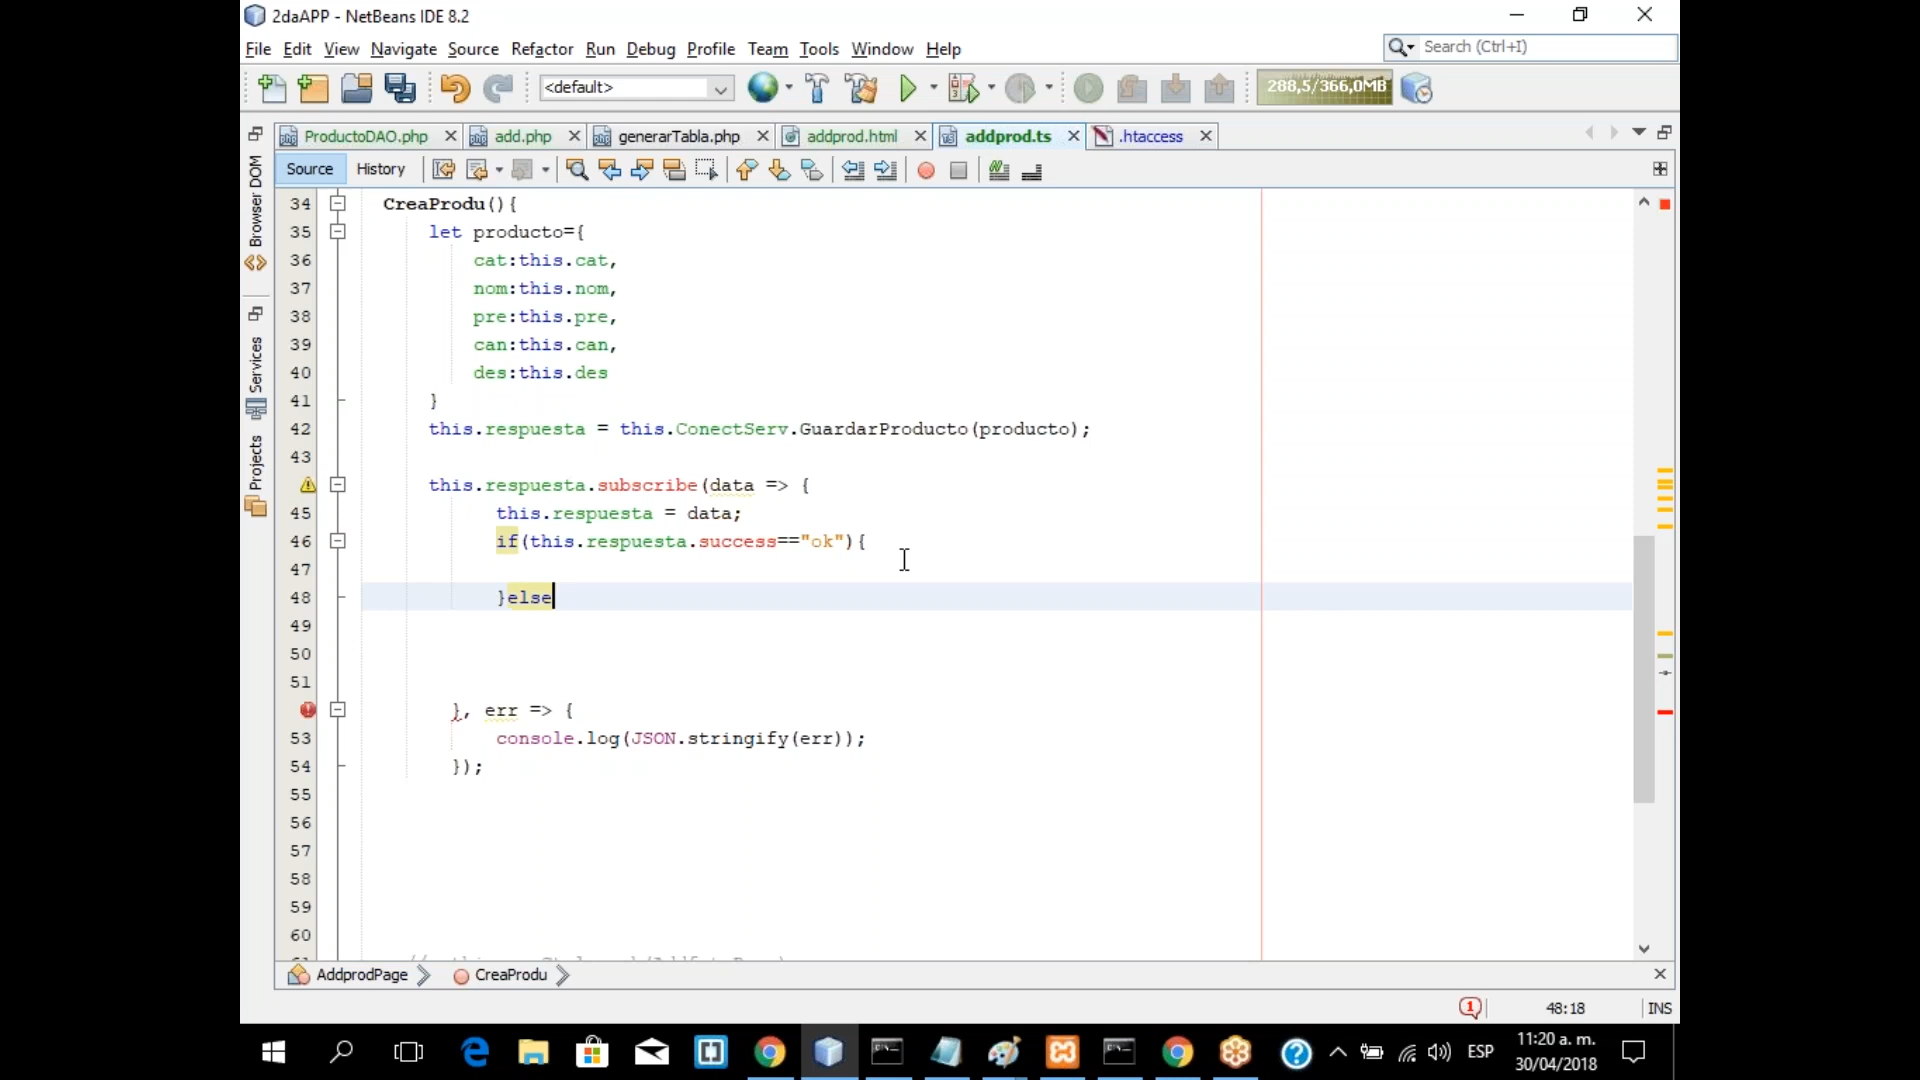 2daAPP - NetBeans IDE 8.2
File Edit View Navigate Source Refactor Run Debug Profile Team Tools Window Help
Search (Ctrl+I)
<default>
288,5/366,0MB
ProductoDAO.php
add.php
generarTabla.php
addprod.html
addprod.ts
.htaccess
Source History
Browser DOM
Services
Projects
34 CreaProdu(){
35 let producto={
36 cat:this.cat,
37 nom:this.nom,
38 pre:this.pre,
39 can:this.can,
40 des:this.des
41 }
42 this.respuesta = this.ConectServ.GuardarProducto(producto);
43
this.respuesta.subscribe(data => {
45 this.respuesta = data;
46 if(this.respuesta.success=="ok"){
47
48 }else
49
50
51
}, err => {
53 console.log(JSON.stringify(err));
54 });
55
56
57
58
59
60
AddprodPage CreaProdu
1
48:18 INS
ESP
11:20 a. m.
30/04/2018